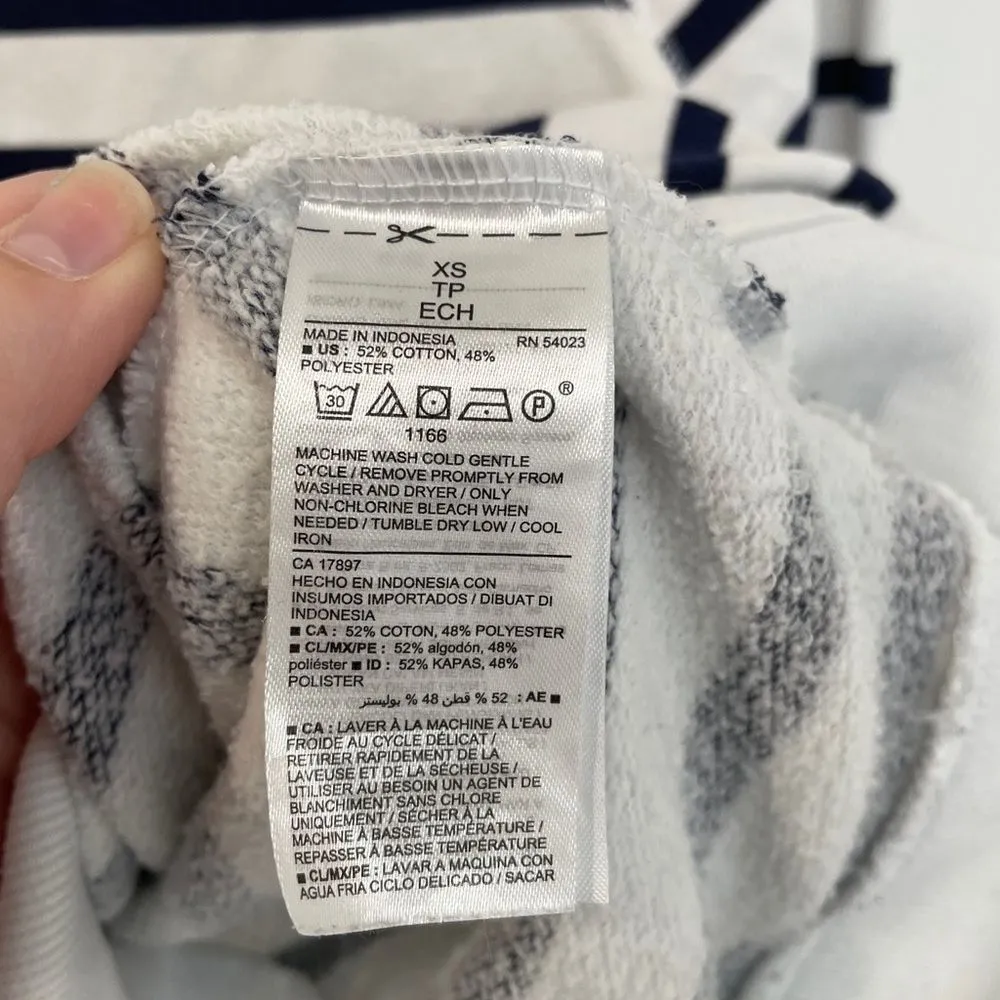 XS
TP
ECH
MADE IN INDONESIA RN 54023
■ US : 52% COTTON, 48%
POLYESTER
30 P ®
1166
MACHINE WASH COLD GENTLE
CYCLE / REMOVE PROMPTLY FROM
WASHER AND DRYER / ONLY
NON-CHLORINE BLEACH WHEN
NEEDED / TUMBLE DRY LOW / COOL
IRON
CA 17897
HECHO EN INDONESIA CON
INSUMOS IMPORTADOS / DIBUAT DI
INDONESIA
■ CA : 52% COTON, 48% POLYESTER
■ CL/MX/PE : 52% algodón, 48%
poliéster ■ ID : 52% KAPAS, 48%
POLISTER
■ AE : 52 % قطن 48 % بوليستر
■ CA : LAVER À LA MACHINE À L'EAU
FROIDE AU CYCLE DÉLICAT /
RETIRER RAPIDEMENT DE LA
LAVEUSE ET DE LA SÉCHEUSE /
UTILISER AU BESOIN UN AGENT DE
BLANCHIMENT SANS CHLORE
UNIQUEMENT / SÉCHER À LA
MACHINE À BASSE TEMPÉRATURE /
REPASSER À BASSE TEMPÉRATURE
■ CL/MX/PE : LAVAR A MAQUINA CON
AGUA FRIA CICLO DELICADO / SACAR